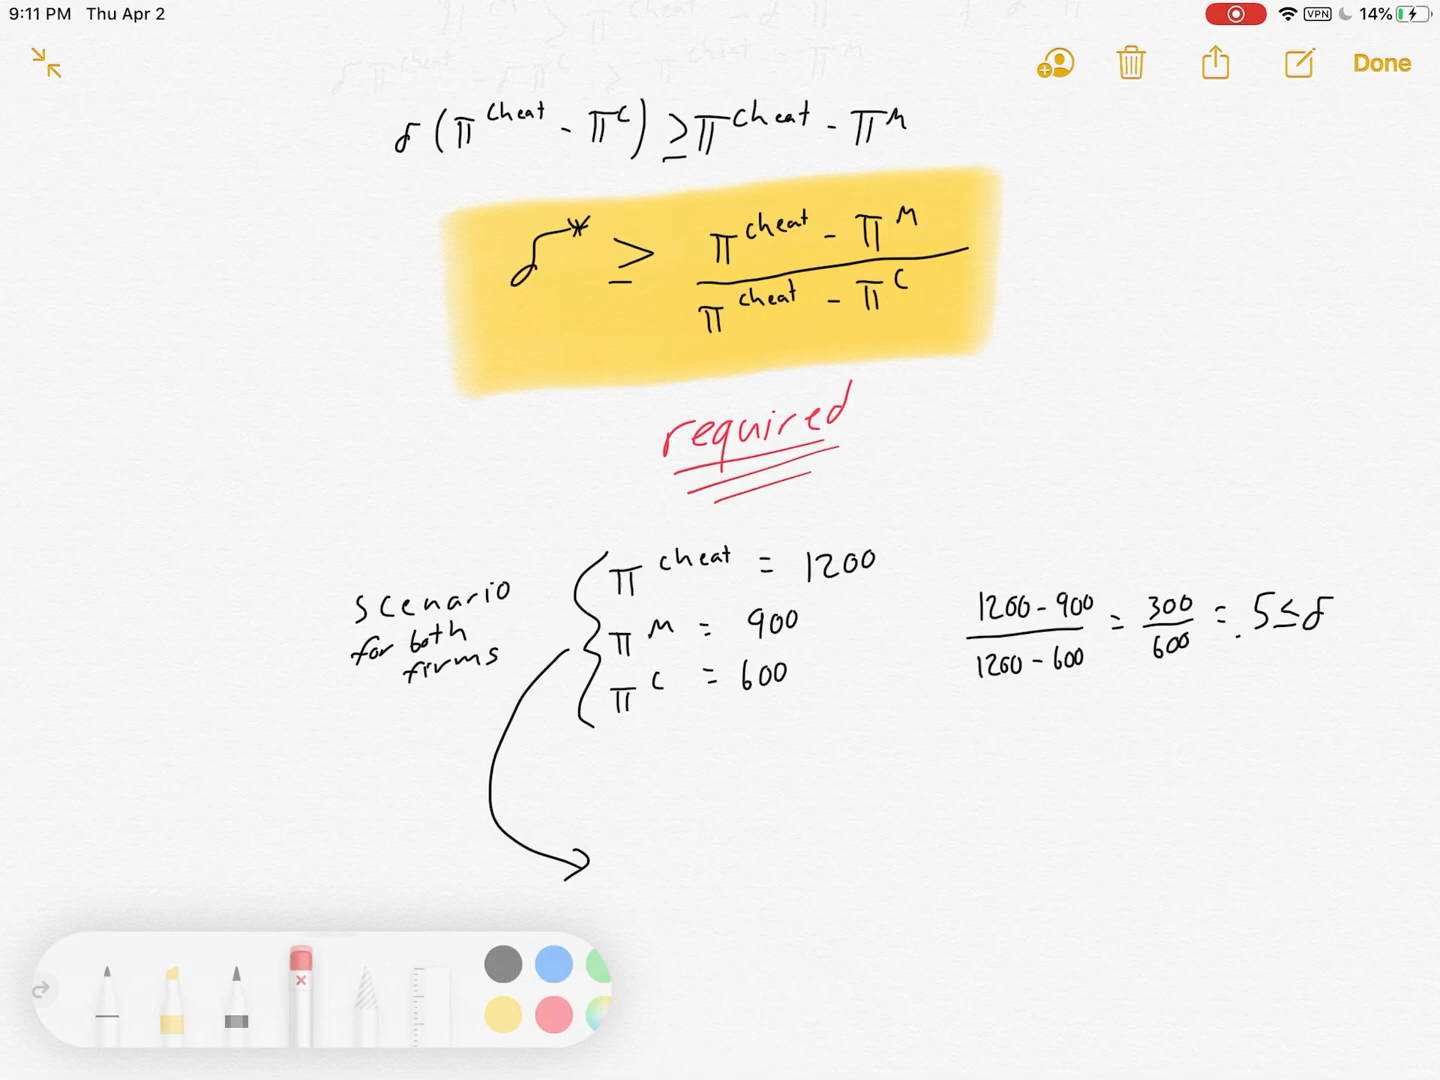 9:11 PM Thu Apr 2
VPN 14%
Done
δ (π^cheat - π^C) ≥ π^cheat - π^M
δ* ≥ (π^cheat - π^M) / (π^cheat - π^C)
required
Scenario for both firms
π^cheat = 1200
π^M = 900
π^C = 600
(1200 - 900) / (1200 - 600) = 300 / 600 = .5 ≤ δ